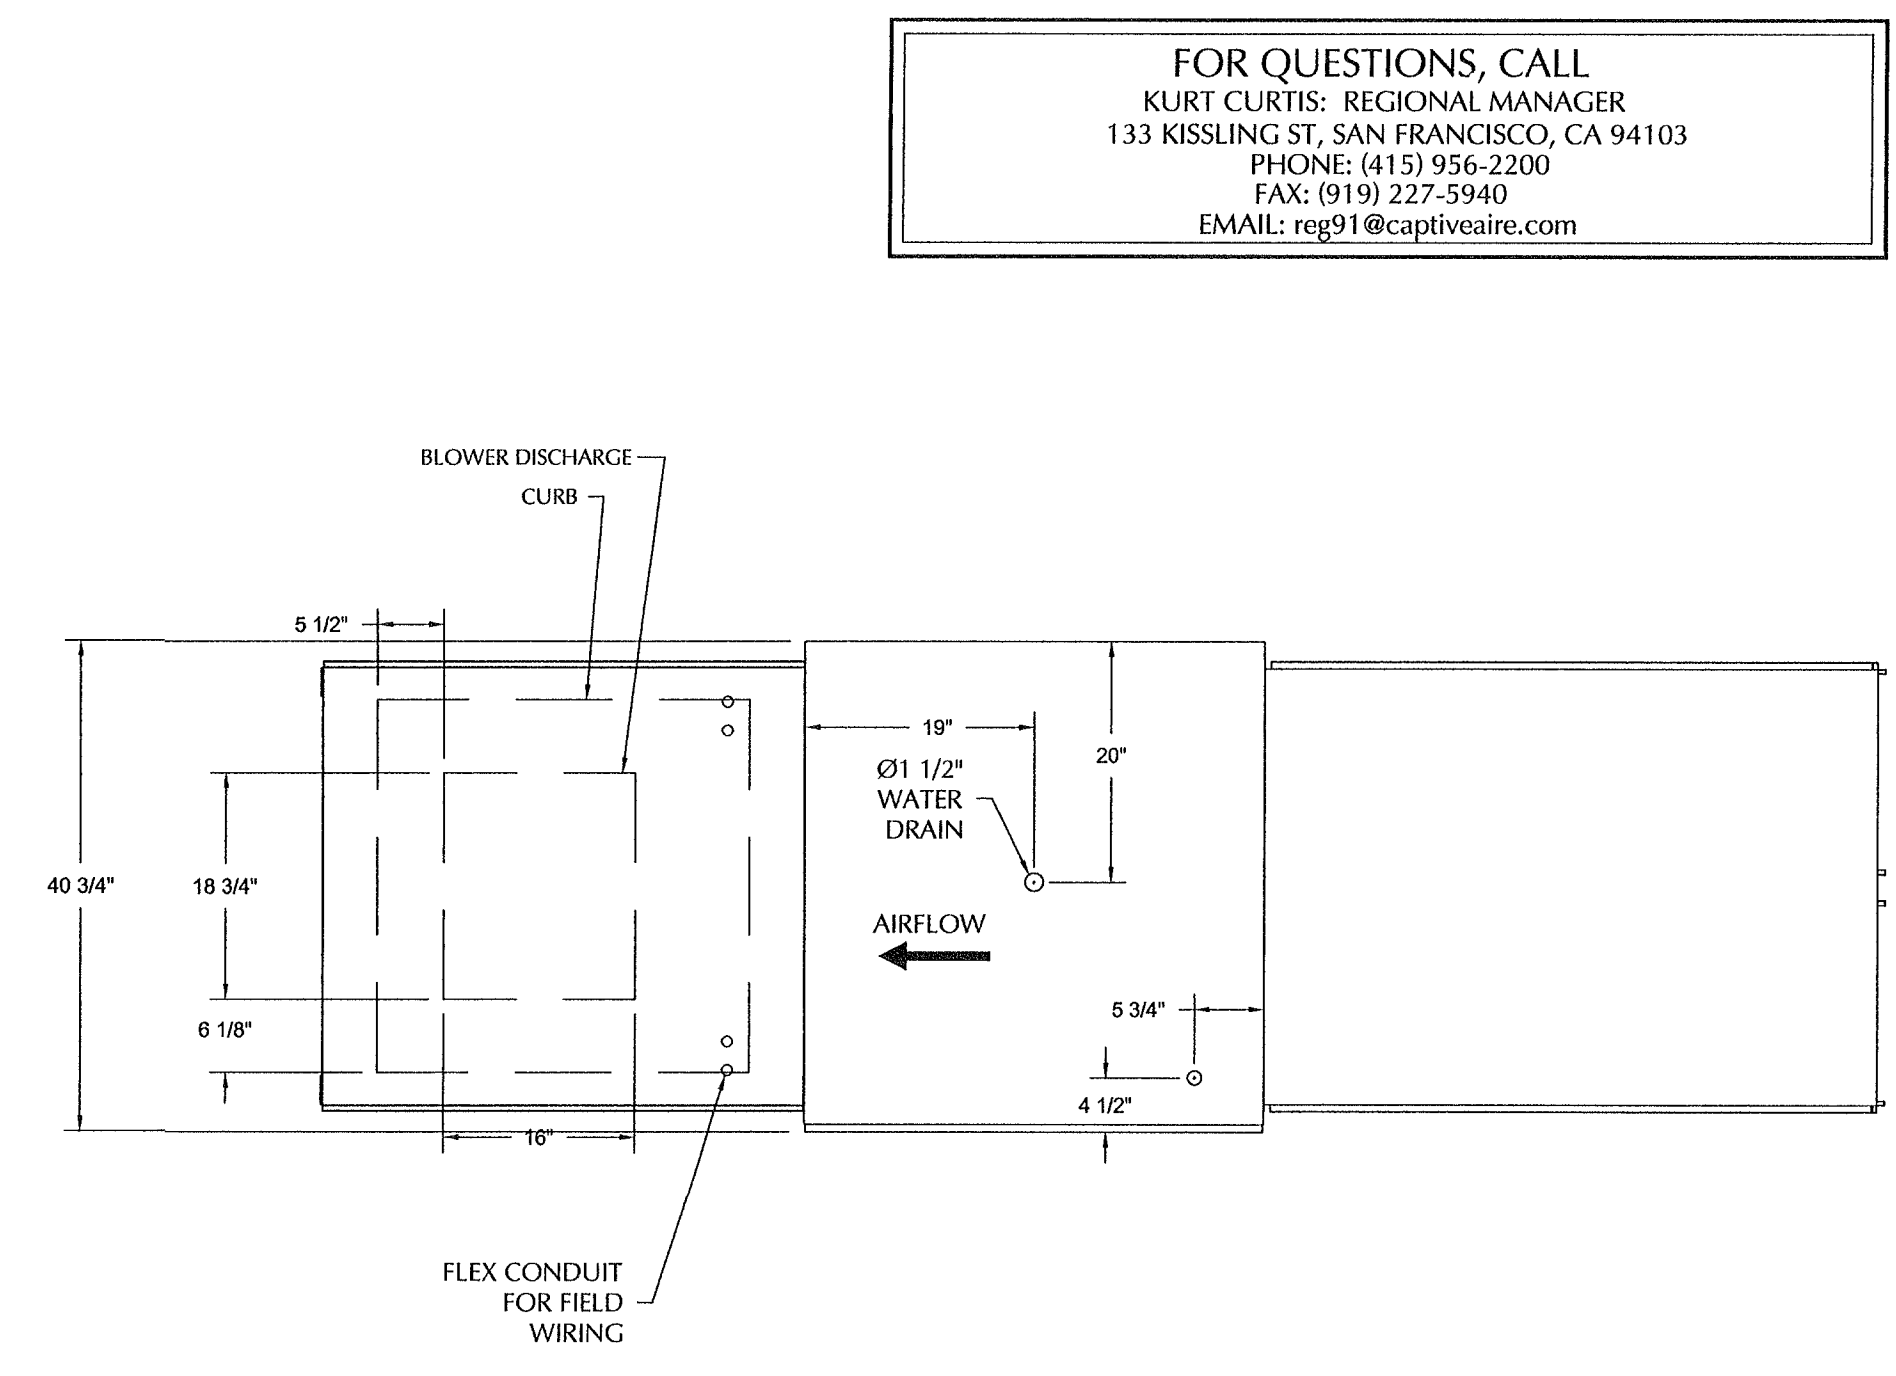 FOR QUESTIONS, CALL
KURT CURTIS: REGIONAL MANAGER
133 KISSLING ST, SAN FRANCISCO, CA 94103
PHONE: (415) 956-2200
FAX: (919) 227-5940
EMAIL: reg91@captiveaire.com
BLOWER DISCHARGE
CURB
5 1/2"
19"
20"
Ø1 1/2"
WATER
DRAIN
40 3/4"
18 3/4"
AIRFLOW
5 3/4"
6 1/8"
4 1/2"
16"
FLEX CONDUIT
FOR FIELD
WIRING